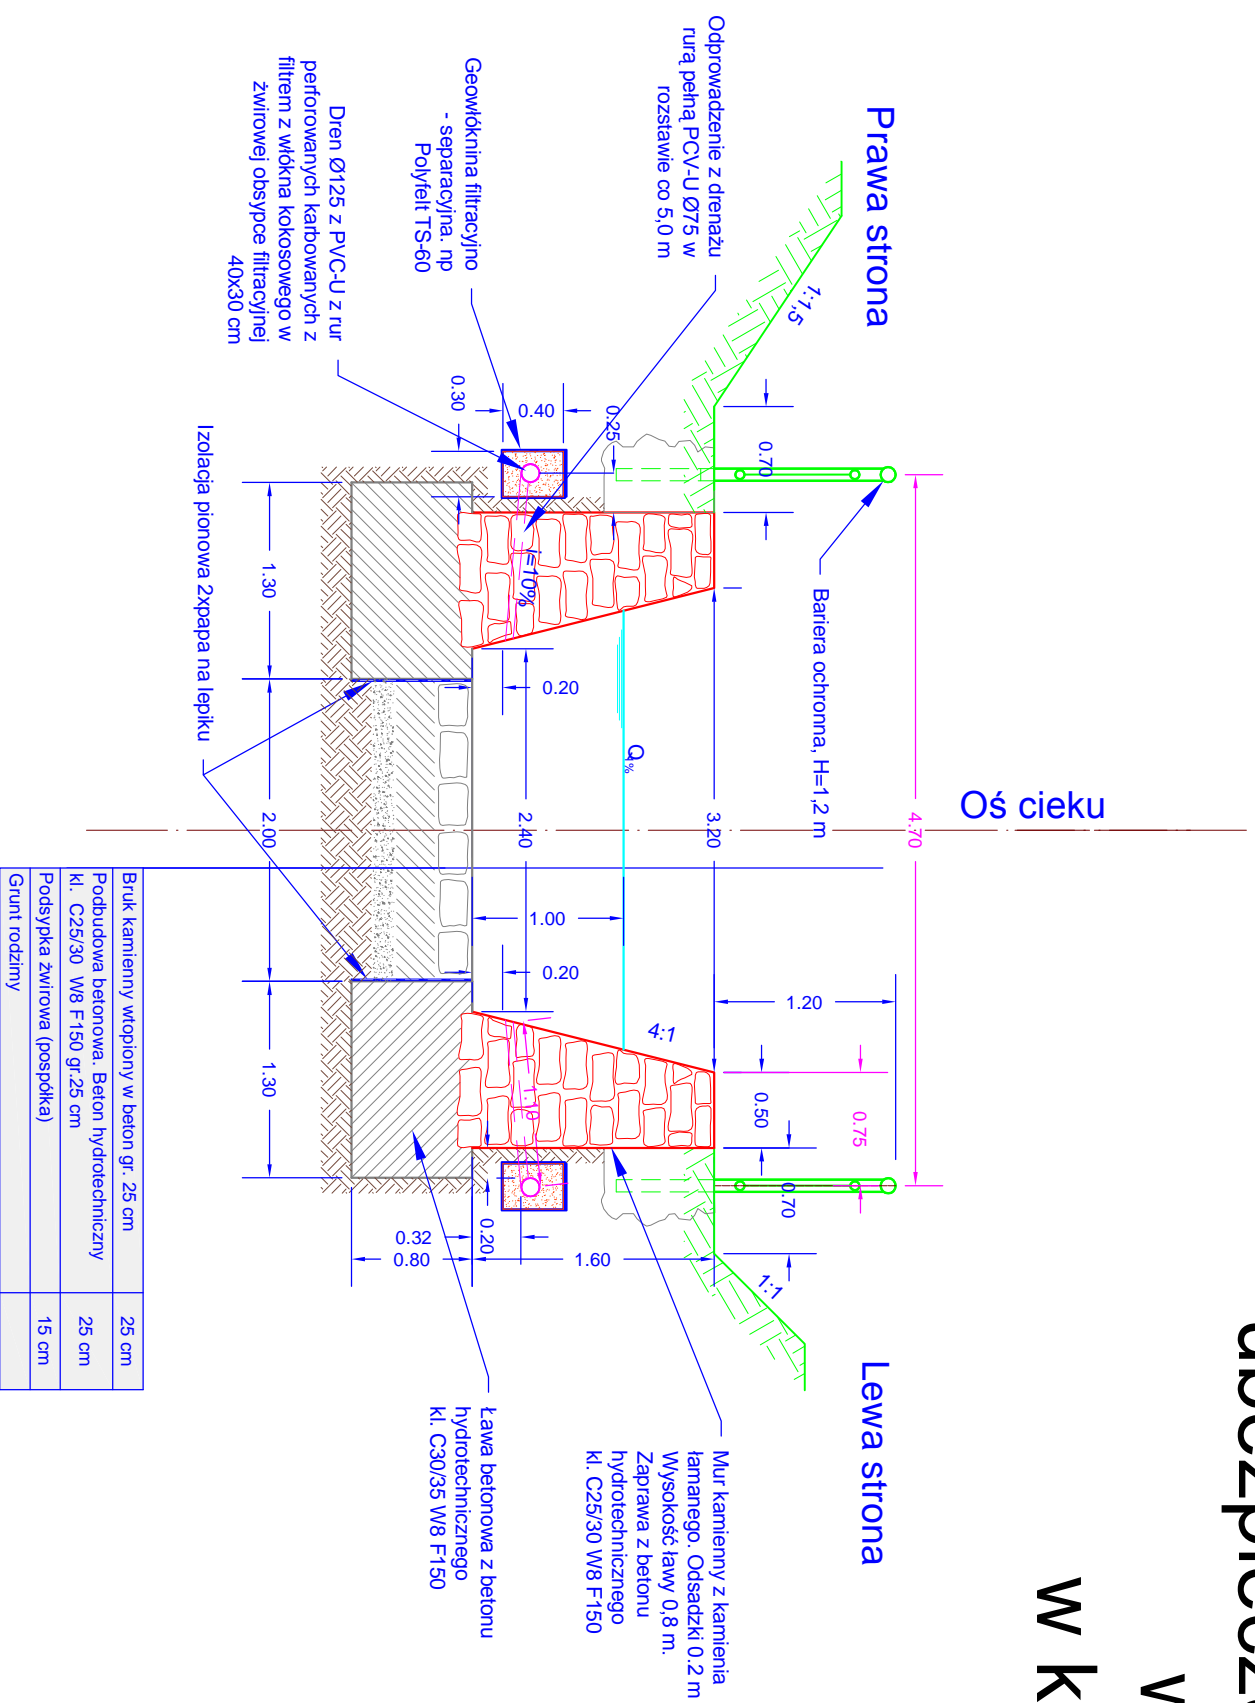 Prawa strona
Oś cieku
Lewa strona
Odprowadzenie z drenażu
rurą pełną PCV-U Ø75 w
rozstawie co 5,0 m
Geowłóknina filtracyjno
- separacyjna. np
Polyfelt TS-60
Dren Ø125 z PVC-U z rur
perforowanych karbowanych z
filtrem z włókna kokosowego w
żwirowej obsypce filtracyjnej
40x30 cm
Izolacja pionowa 2xpapa na lepiku
Bariera ochronna, H=1,2 m
Mur kamienny z kamienia
łamanego. Odsadzki 0.2 m
Wysokość ławy 0,8 m.
Zaprawa z betonu
hydrotechnicznego
kl. C25/30 W8 F150
Ława betonowa z betonu
hydrotechnicznego
kl. C30/35 W8 F150
1:1,5
0.70
4.70
1.20
0.75
0.50
0.70
1:1
3.20
4:1
0.25
0.40
0.30
i=10%
0.20
2.40
1.00
0.20
1.10
1.60
0.20
0.32
0.80
1.30
2.00
1.30
Bruk kamienny wtopiony w beton gr. 25 cm 25 cm
Podbudowa betonowa. Beton hydrotechniczny
kl. C25/30 W8 F150 gr.25 cm 25 cm
Podsypka żwirowa (pospółka) 15 cm
Grunt rodzimy
w k